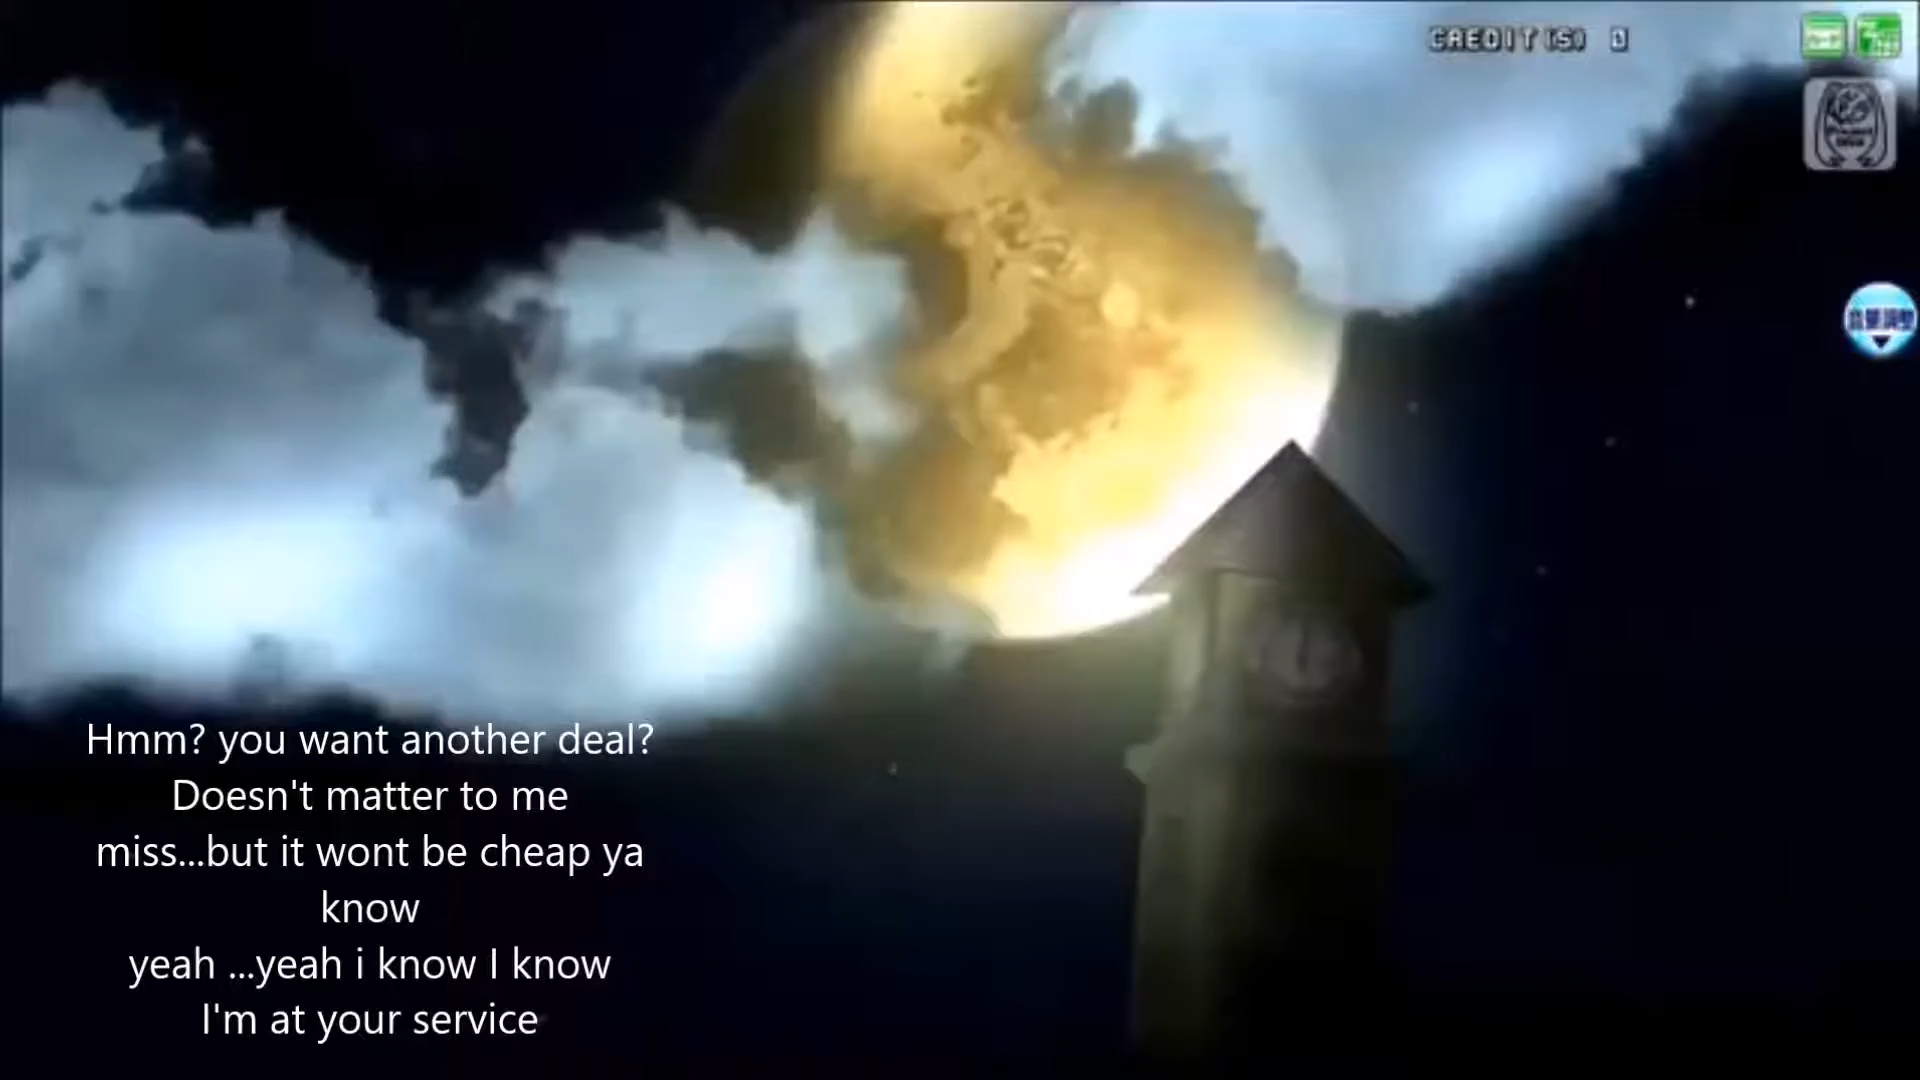 CREDIT(S) 0
Hmm? you want another deal?
Doesn't matter to me
miss...but it wont be cheap ya
know
yeah ...yeah i know I know
I'm at your service